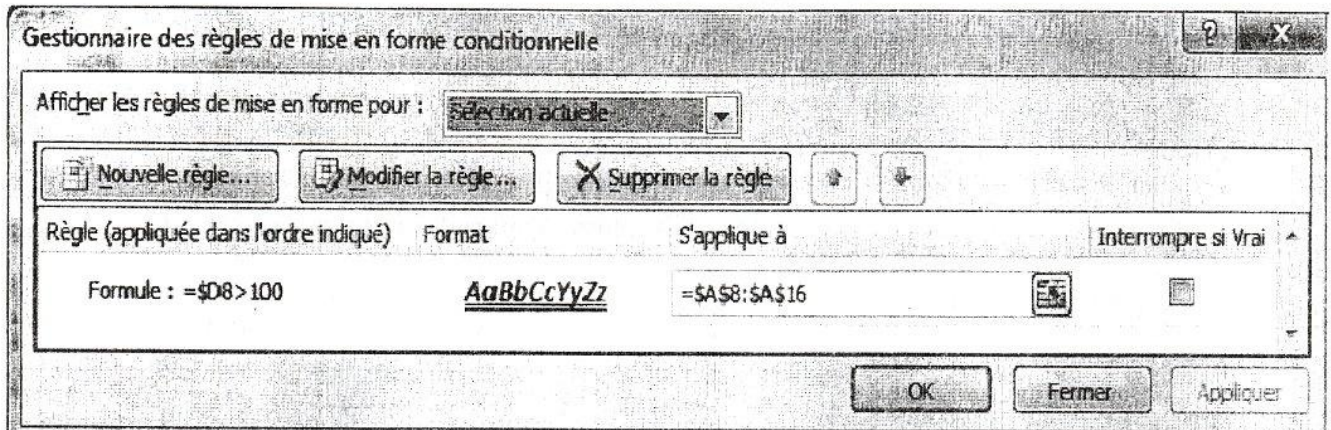 Gestionnaire des règles de mise en forme conditionnelle
Afficher les règles de mise en forme pour : Sélection actuelle
Nouvelle règle... Modifier la règle... Supprimer la règle
Règle (appliquée dans l'ordre indiqué) Format S'applique à Interrompre si Vrai
Formule : =$D8>100 AaBbCcYyZz =$A$8:$A$16
OK Fermer Appliquer